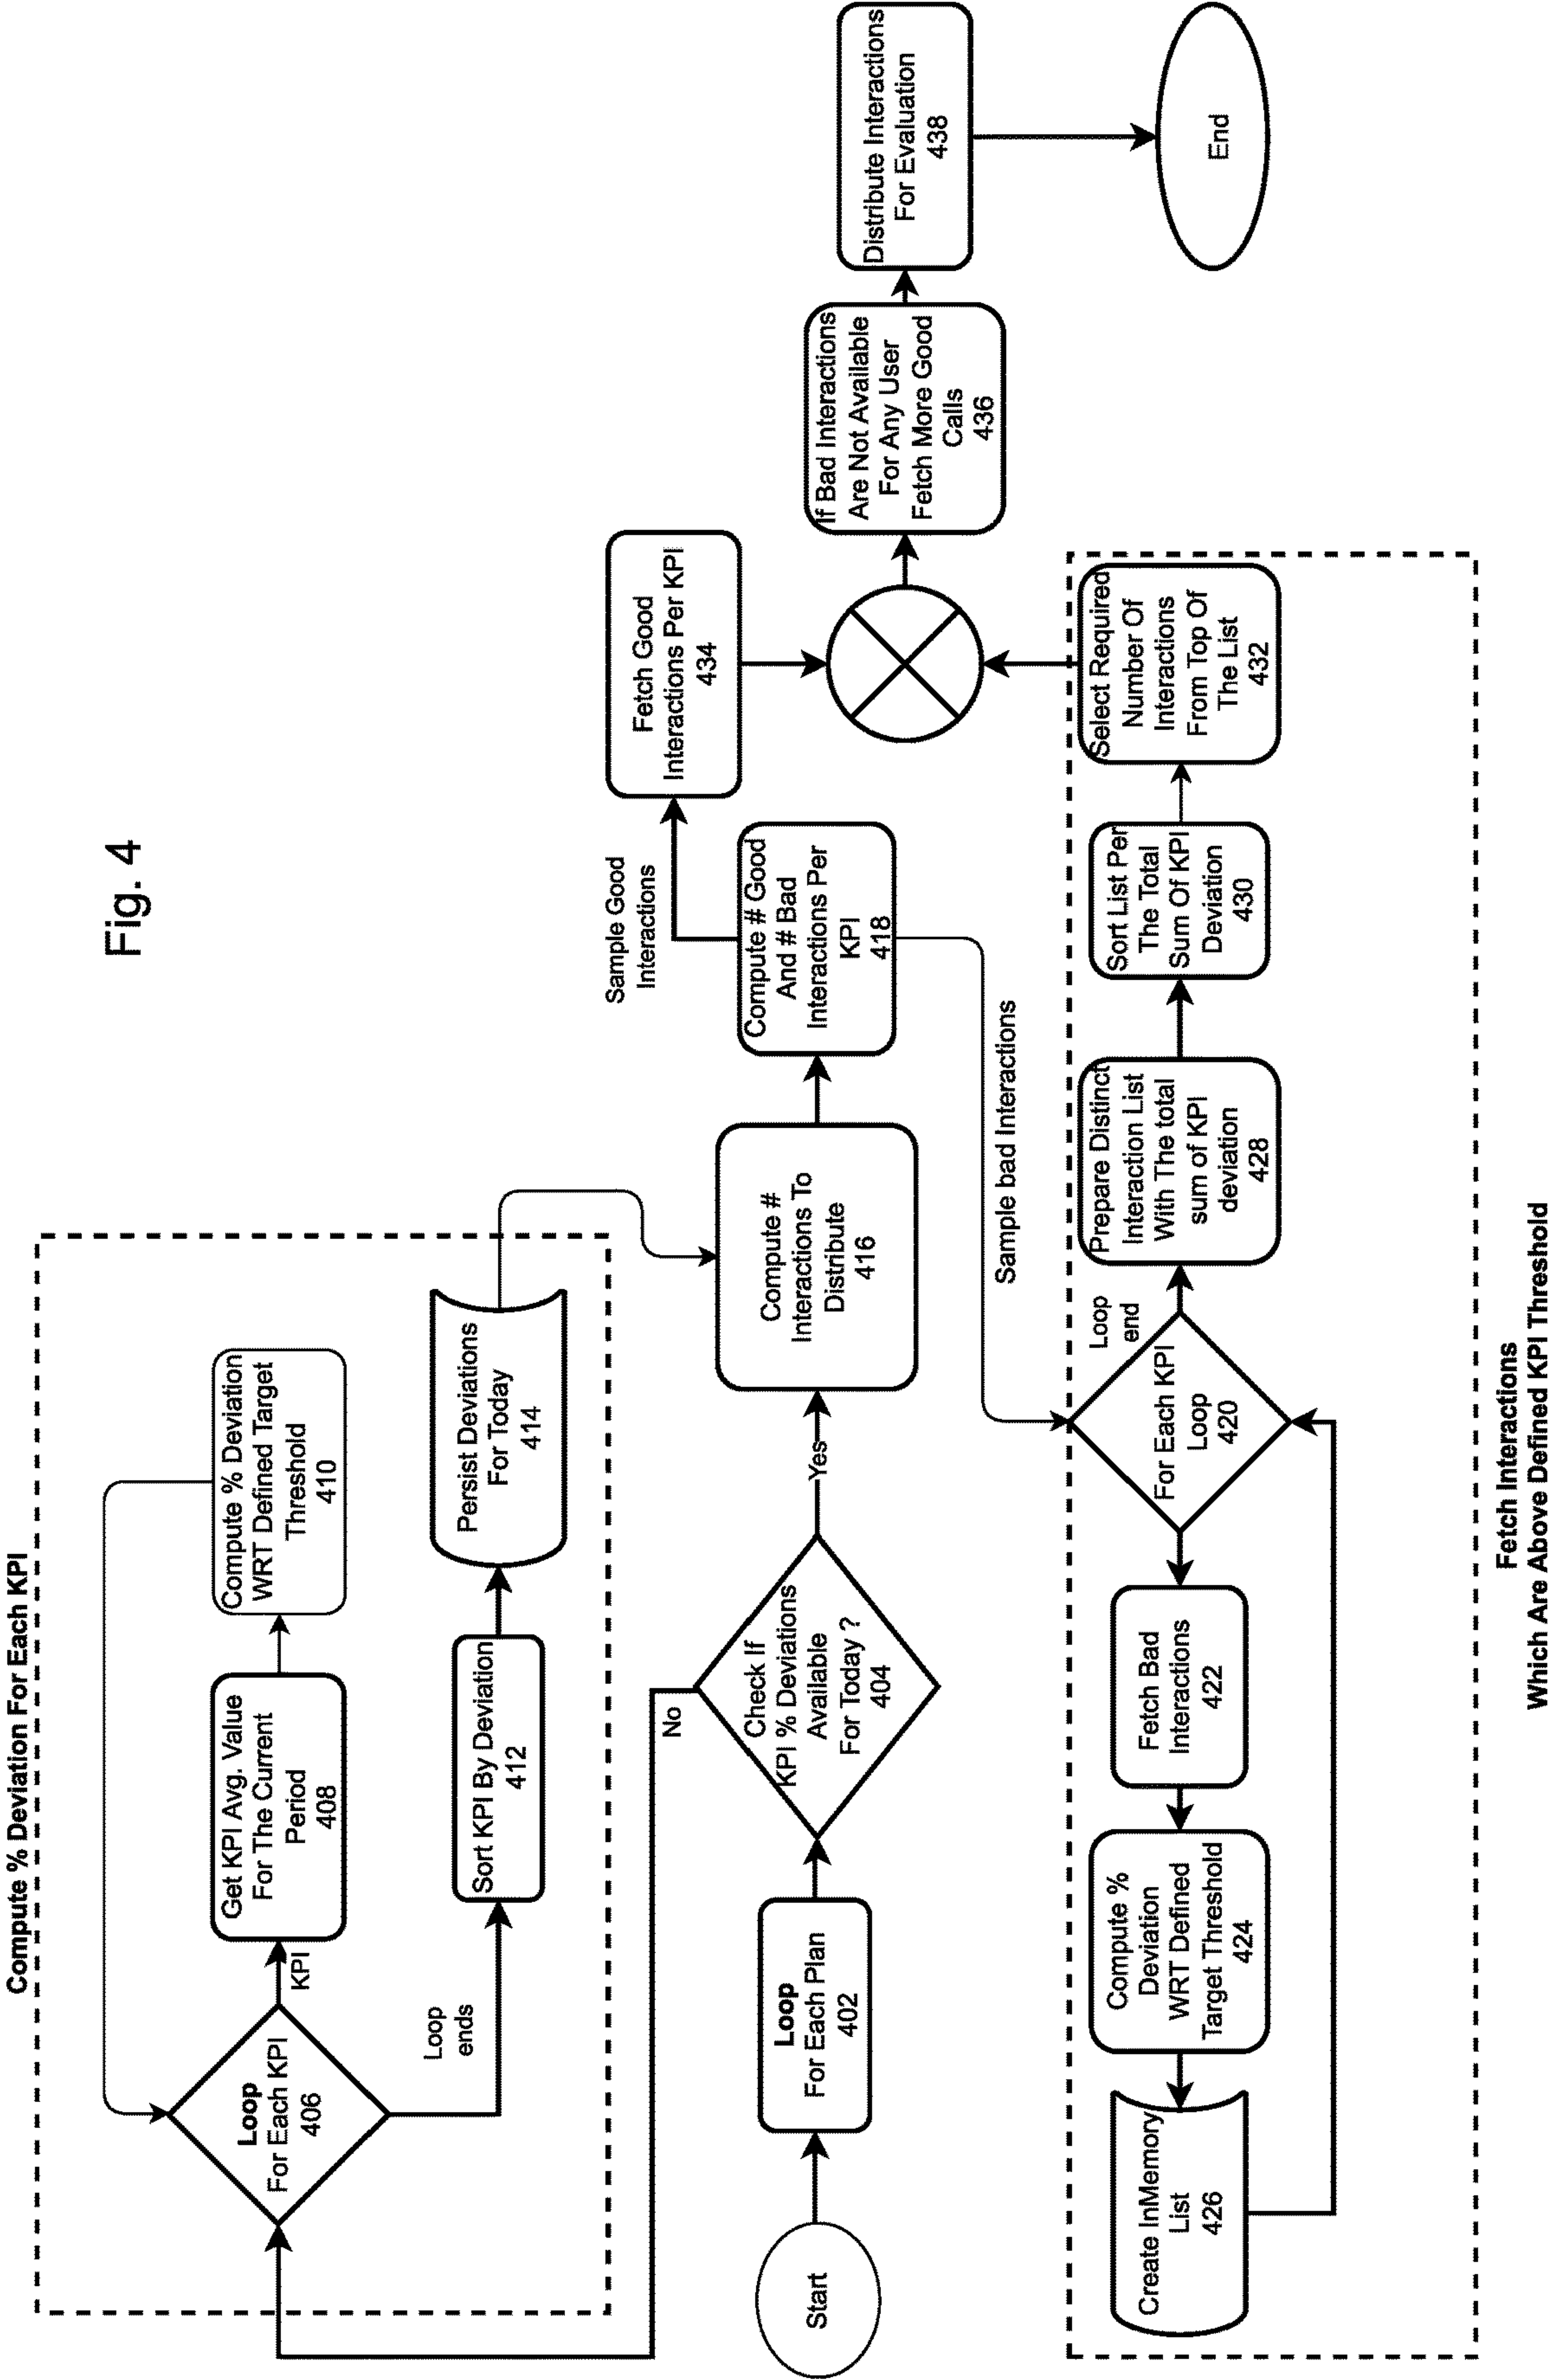 Fig. 4
Compute % Deviation For Each KPI
Loop
For Each KPI
406
KPI
Get KPI Avg. Value
For The Current
Period
408
Compute % Deviation
WRT Defined Target
Threshold
410
Loop
ends
Sort KPI By Deviation
412
Persist Deviations
For Today
414
Start
Loop
For Each Plan
402
Check If
KPI % Deviations
Available
For Today ?
404
No
Yes
Compute #
Interactions To
Distribute
416
Compute # Good
And # Bad
Interactions Per
KPI
418
Sample Good
Interactions
Fetch Good
Interactions Per KPI
434
Sample bad Interactions
For Each KPI
Loop
420
Fetch Bad
Interactions
422
Compute %
Deviation
WRT Defined
Target Threshold
424
Create InMemory
List
426
Loop
end
Prepare Distinct
Interaction List
With The total
sum of KPI
deviation
428
Sort List Per
The Total
Sum Of KPI
Deviation
430
Select Required
Number Of
Interactions
From Top Of
The List
432
If Bad Interactions
Are Not Available
For Any User
Fetch More Good
Calls
436
Distribute Interactions
For Evaluation
438
End
Fetch Interactions
Which Are Above Defined KPI Threshold